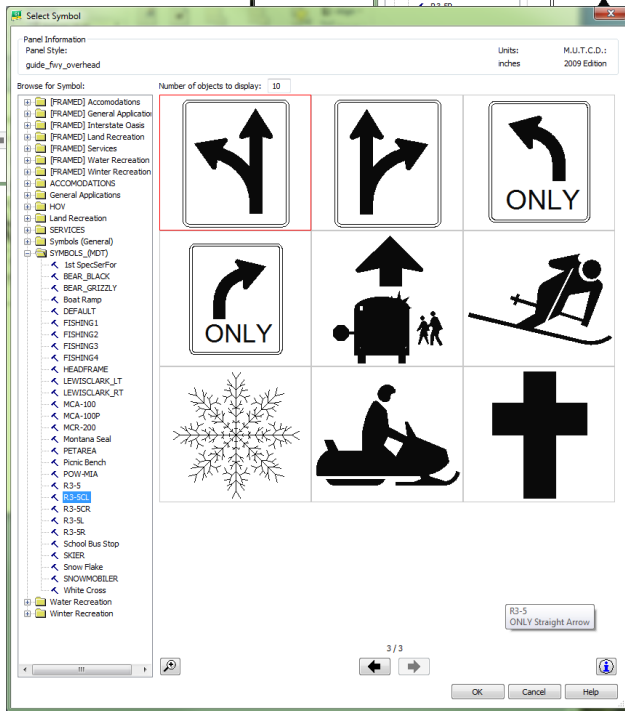 R3-5R
Select Symbol
Panel Information
Panel Style:
Units:
M.U.T.C.D.:
guide_fwy_overhead
inches
2009 Edition
Browse for Symbol:
Number of objects to display: 10
[FRAMED] Accomodations
[FRAMED] General Application
[FRAMED] Interstate Oasis
[FRAMED] Land Recreation
[FRAMED] Services
[FRAMED] Water Recreation
[FRAMED] Winter Recreation
ACCOMODATIONS
General Applications
HOV
Land Recreation
SERVICES
Symbols (General)
SYMBOLS_(MDT)
1st SpecSerFor
BEAR_BLACK
BEAR_GRIZZLY
Boat Ramp
DEFAULT
FISHING1
FISHING2
FISHING3
FISHING4
HEADFRAME
LEWISCLARK_LT
LEWISCLARK_RT
MCA-100
MCA-100P
MCR-200
Montana Seal
PETAREA
Picnic Bench
POW-MIA
R3-5
R3-5CL
R3-5CR
R3-5L
R3-5R
School Bus Stop
SKIER
Snow Flake
SNOWMOBILER
White Cross
Water Recreation
Winter Recreation
ONLY
ONLY
R3-5
ONLY Straight Arrow
3 / 3
OK
Cancel
Help